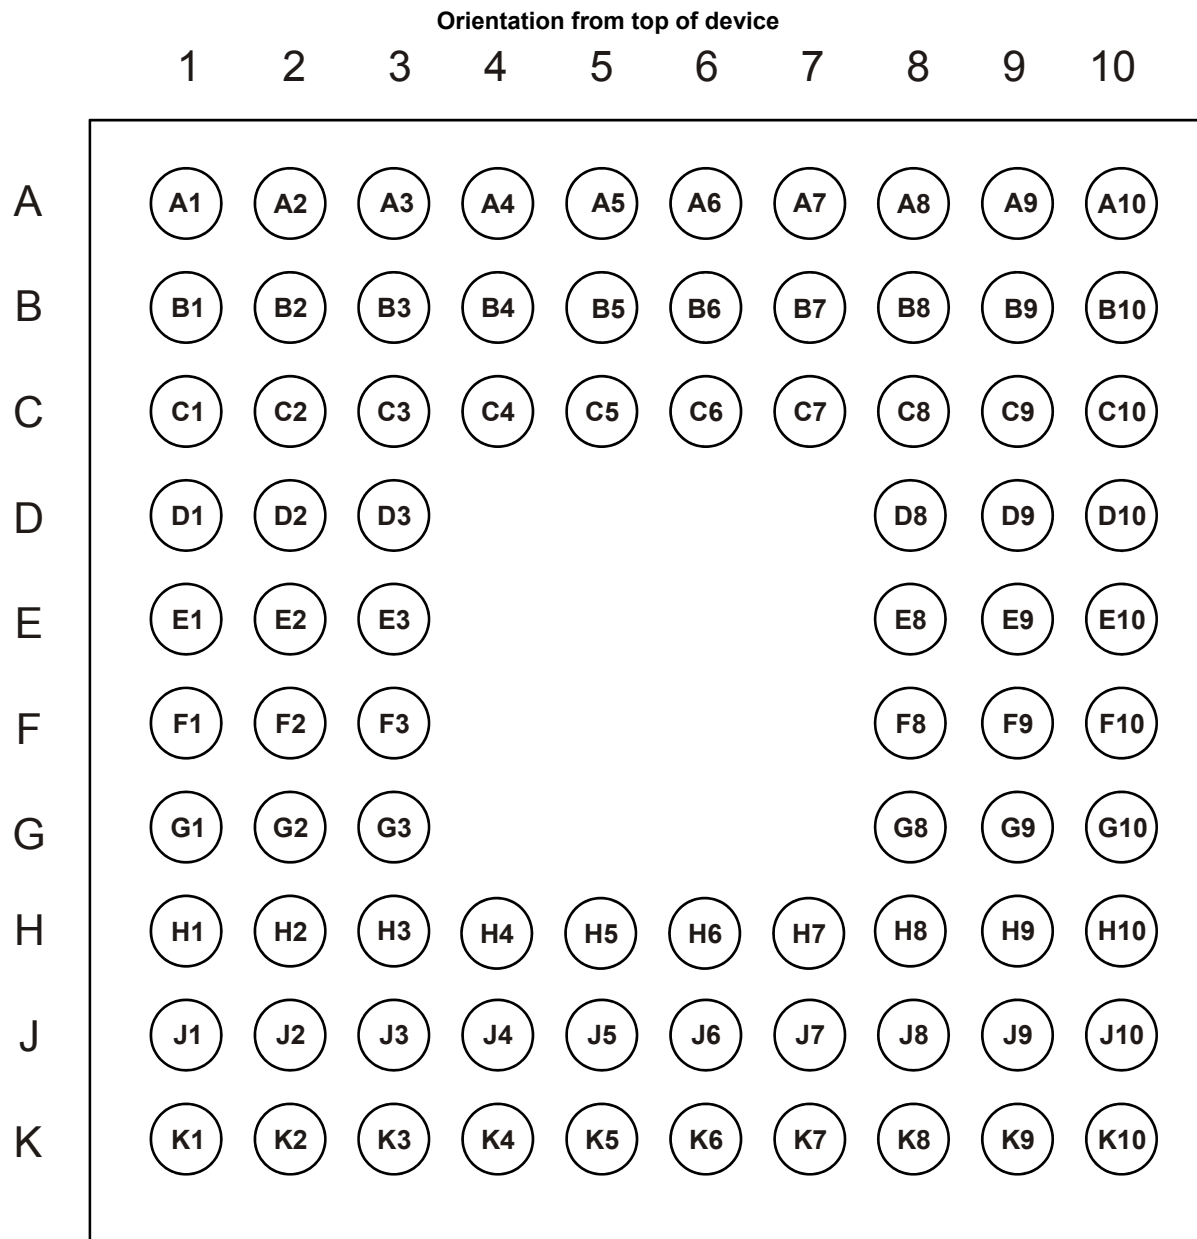 Orientation from top of device
1 2 3 4 5 6 7 8 9 10
A A1 A2 A3 A4 A5 A6 A7 A8 A9 A10
B B1 B2 B3 B4 B5 B6 B7 B8 B9 B10
C C1 C2 C3 C4 C5 C6 C7 C8 C9 C10
D D1 D2 D3 D8 D9 D10
E E1 E2 E3 E8 E9 E10
F F1 F2 F3 F8 F9 F10
G G1 G2 G3 G8 G9 G10
H H1 H2 H3 H4 H5 H6 H7 H8 H9 H10
J J1 J2 J3 J4 J5 J6 J7 J8 J9 J10
K K1 K2 K3 K4 K5 K6 K7 K8 K9 K10